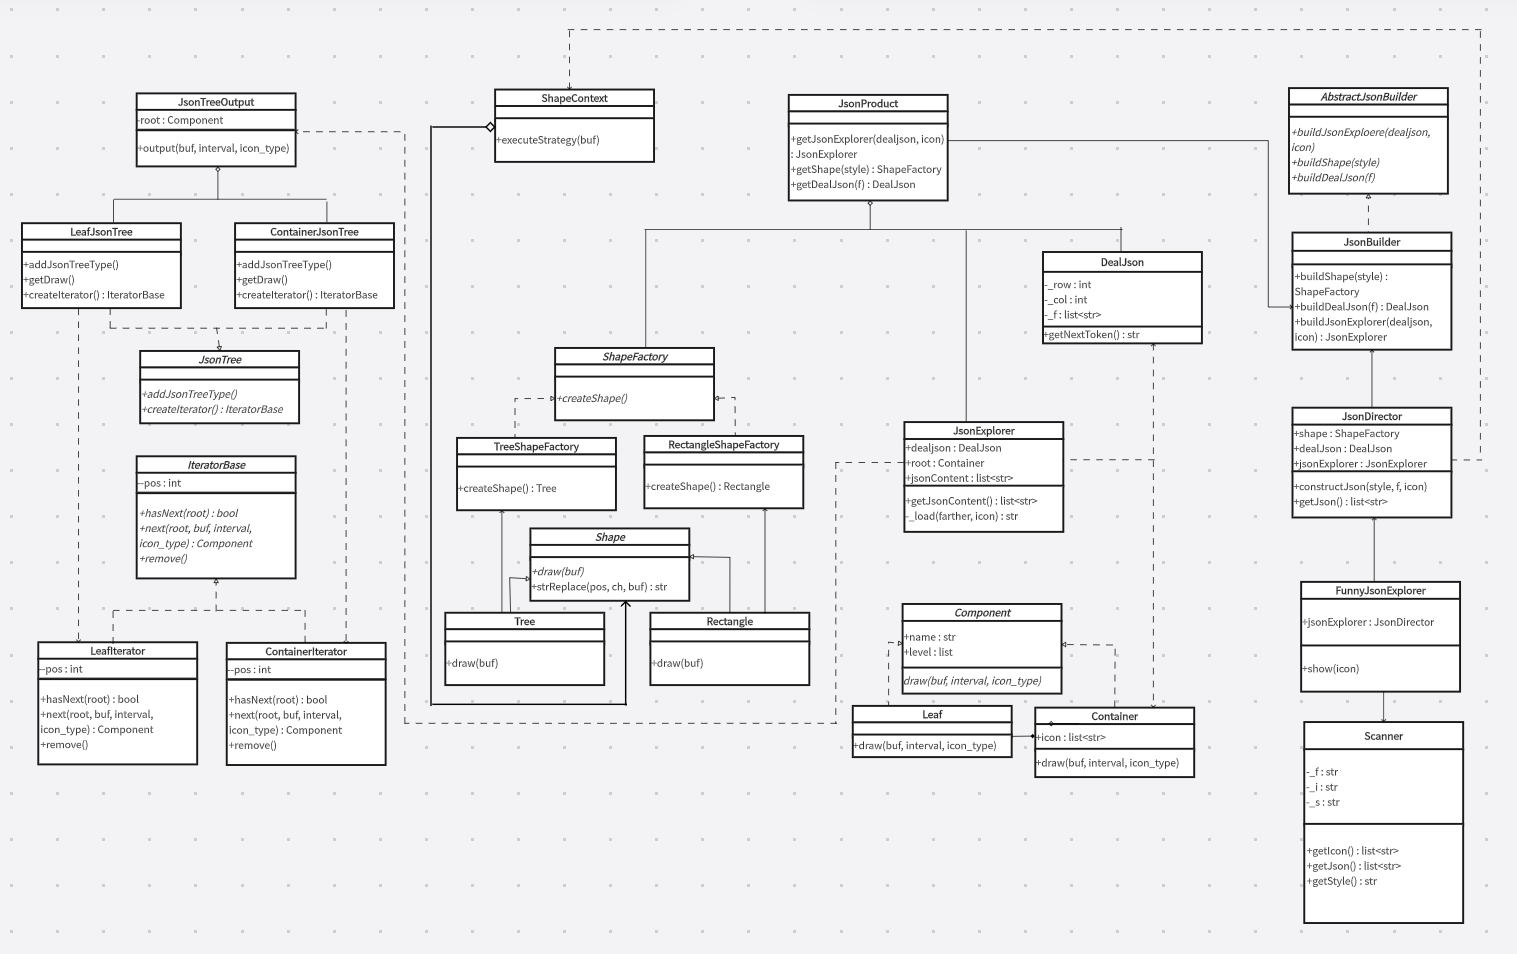 JsonTreeOutput
-root : Component
+output(buf, interval, icon_type)
LeafJsonTree
+addJsonTreeType()
+getDraw()
+createIterator() : IteratorBase
ContainerJsonTree
+addJsonTreeType()
+getDraw()
+createIterator() : IteratorBase
JsonTree
+addJsonTreeType()
+createIterator() : IteratorBase
IteratorBase
--pos : int
+hasNext(root) : bool
+next(root, buf, interval,
icon_type) : Component
+remove()
LeafIterator
--pos : int
+hasNext(root) : bool
+next(root, buf, interval,
icon_type) : Component
+remove()
ContainerIterator
--pos : int
+hasNext(root) : bool
+next(root, buf, interval,
icon_type) : Component
+remove()
ShapeContext
+executeStrategy(buf)
ShapeFactory
+createShape()
TreeShapeFactory
+createShape() : Tree
RectangleShapeFactory
+createShape() : Rectangle
Shape
+draw(buf)
+strReplace(pos, ch, buf) : str
Tree
+draw(buf)
Rectangle
+draw(buf)
JsonProduct
+getJsonExplorer(dealjson, icon)
: JsonExplorer
+getShape(style) : ShapeFactory
+getDealJson(f) : DealJson
DealJson
-_row : int
-_col : int
-_f : list<str>
+getNextToken() : str
JsonExplorer
+dealjson : DealJson
+root : Container
+jsonContent : list<str>
+getJsonContent() : list<str>
-_load(farther, icon) : str
Component
+name : str
+level : list
draw(buf, interval, icon_type)
Leaf
+draw(buf, interval, icon_type)
Container
+icon : list<str>
+draw(buf, interval, icon_type)
AbstractJsonBuilder
+buildJsonExploere(dealjson,
icon)
+buildShape(style)
+buildDealJson(f)
JsonBuilder
+buildShape(style) :
ShapeFactory
+buildDealJson(f) : DealJson
+buildJsonExplorer(dealjson,
icon) : JsonExplorer
JsonDirector
+shape : ShapeFactory
+dealJson : DealJson
+jsonExplorer : JsonExplorer
+constructJson(style, f, icon)
+getJson() : list<str>
FunnyJsonExplorer
+jsonExplorer : JsonDirector
+show(icon)
Scanner
-_f : str
-_i : str
-_s : str
+getIcon() : list<str>
+getJson() : list<str>
+getStyle() : str